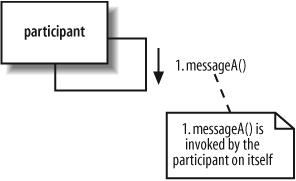 participant
1. messageA()
1. messageA() is
invoked by the
participant on itself